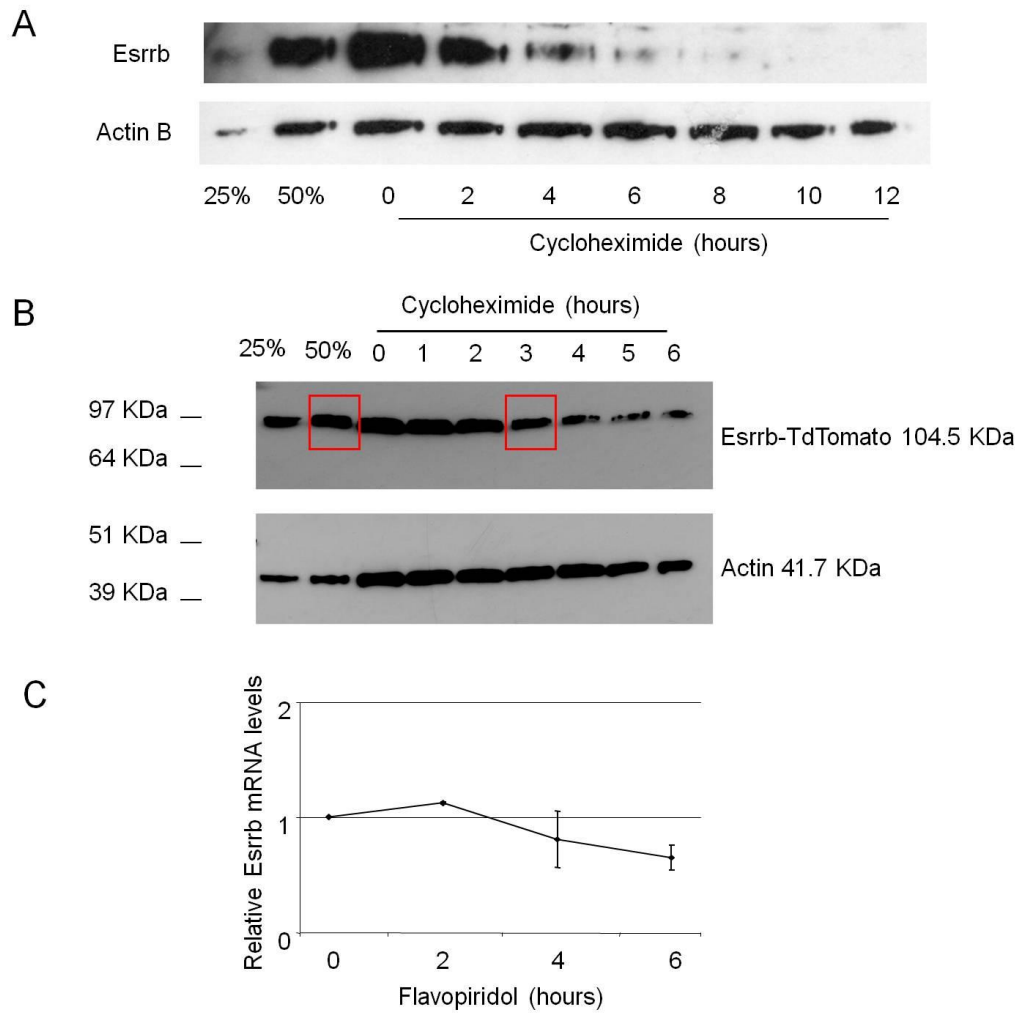 A
Esrrb
Actin B
25% 50% 0 2 4 6 8 10 12
Cycloheximide (hours)
B
Cycloheximide (hours)
25% 50% 0 1 2 3 4 5 6
97 KDa
64 KDa
Esrrb-TdTomato 104.5 KDa
51 KDa
39 KDa
Actin 41.7 KDa
C
Relative Esrrb mRNA levels
2
1
0
0 2 4 6
Flavopiridol (hours)